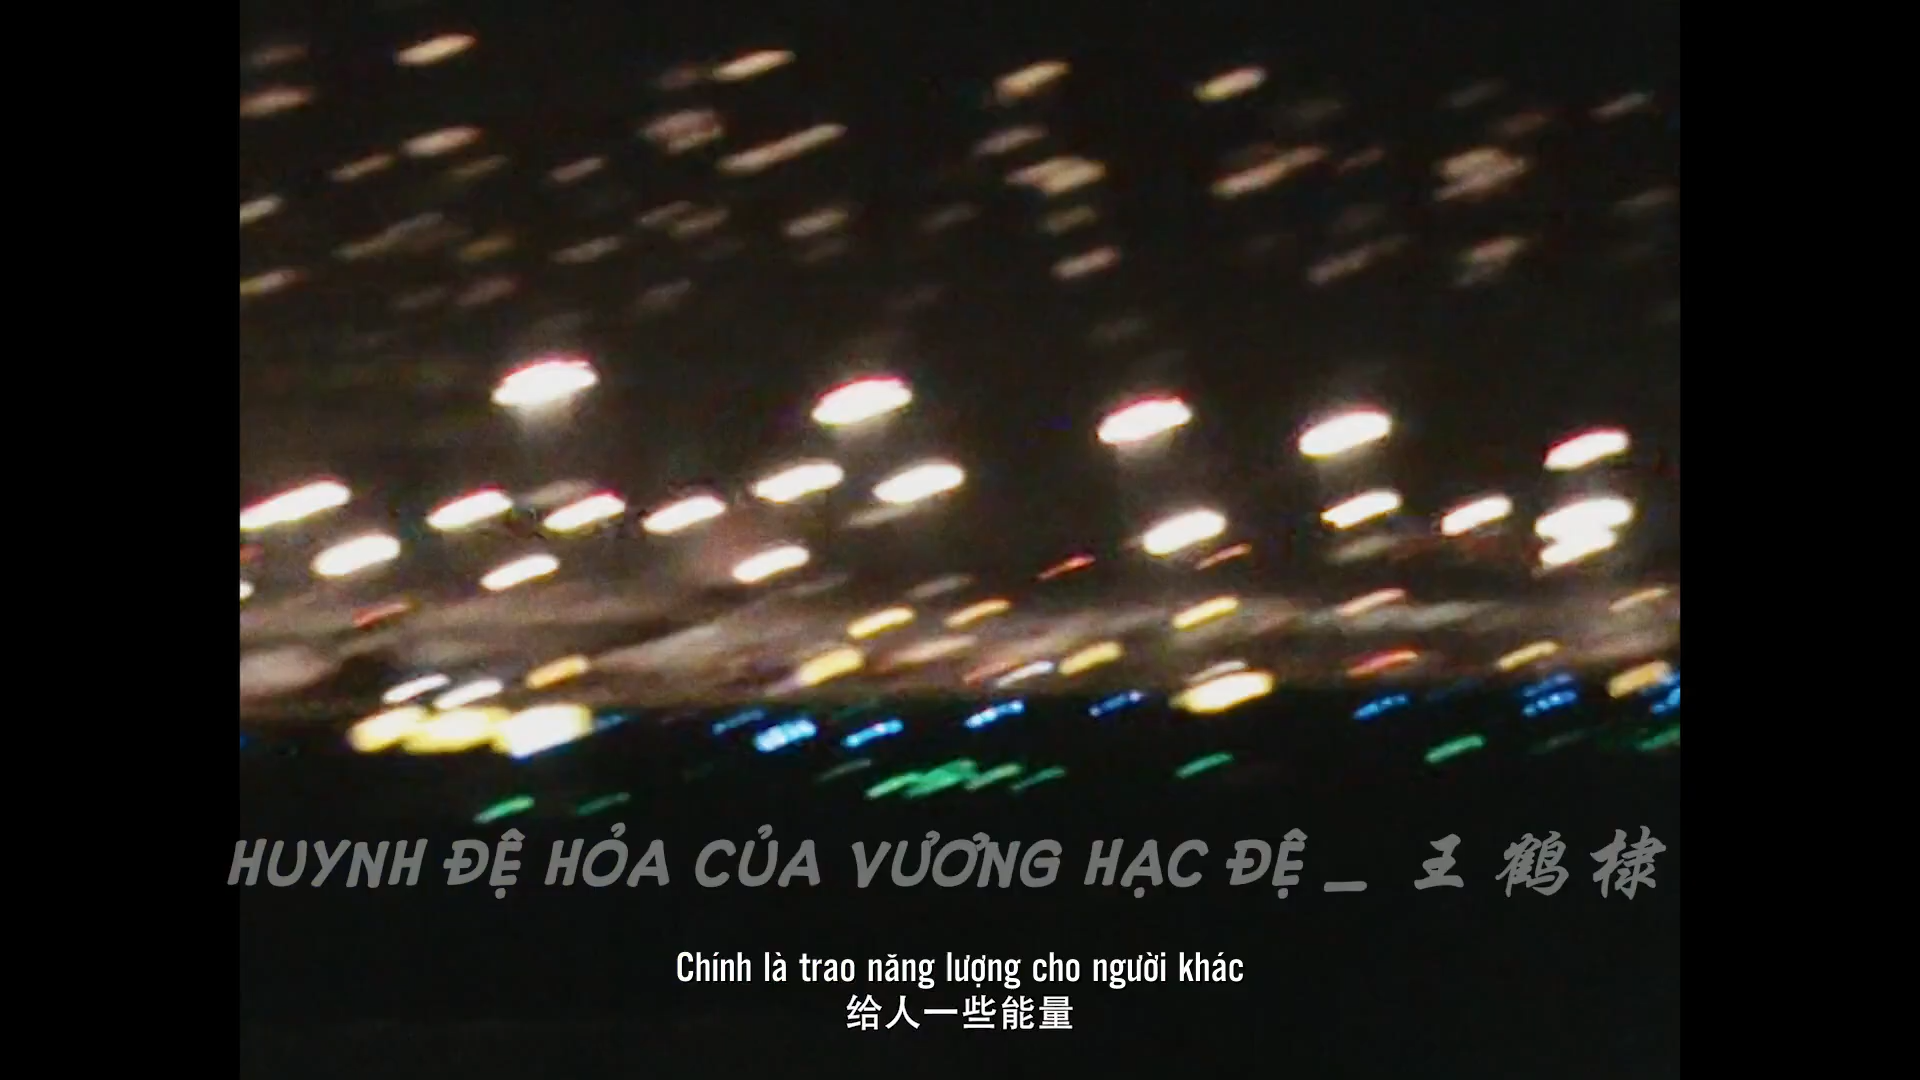 HUYNH ĐỆ HỎA CỦA VƯƠNG HẠC ĐỆ _ 王鹤棣
Chính là trao năng lượng cho người khác
给人一些能量